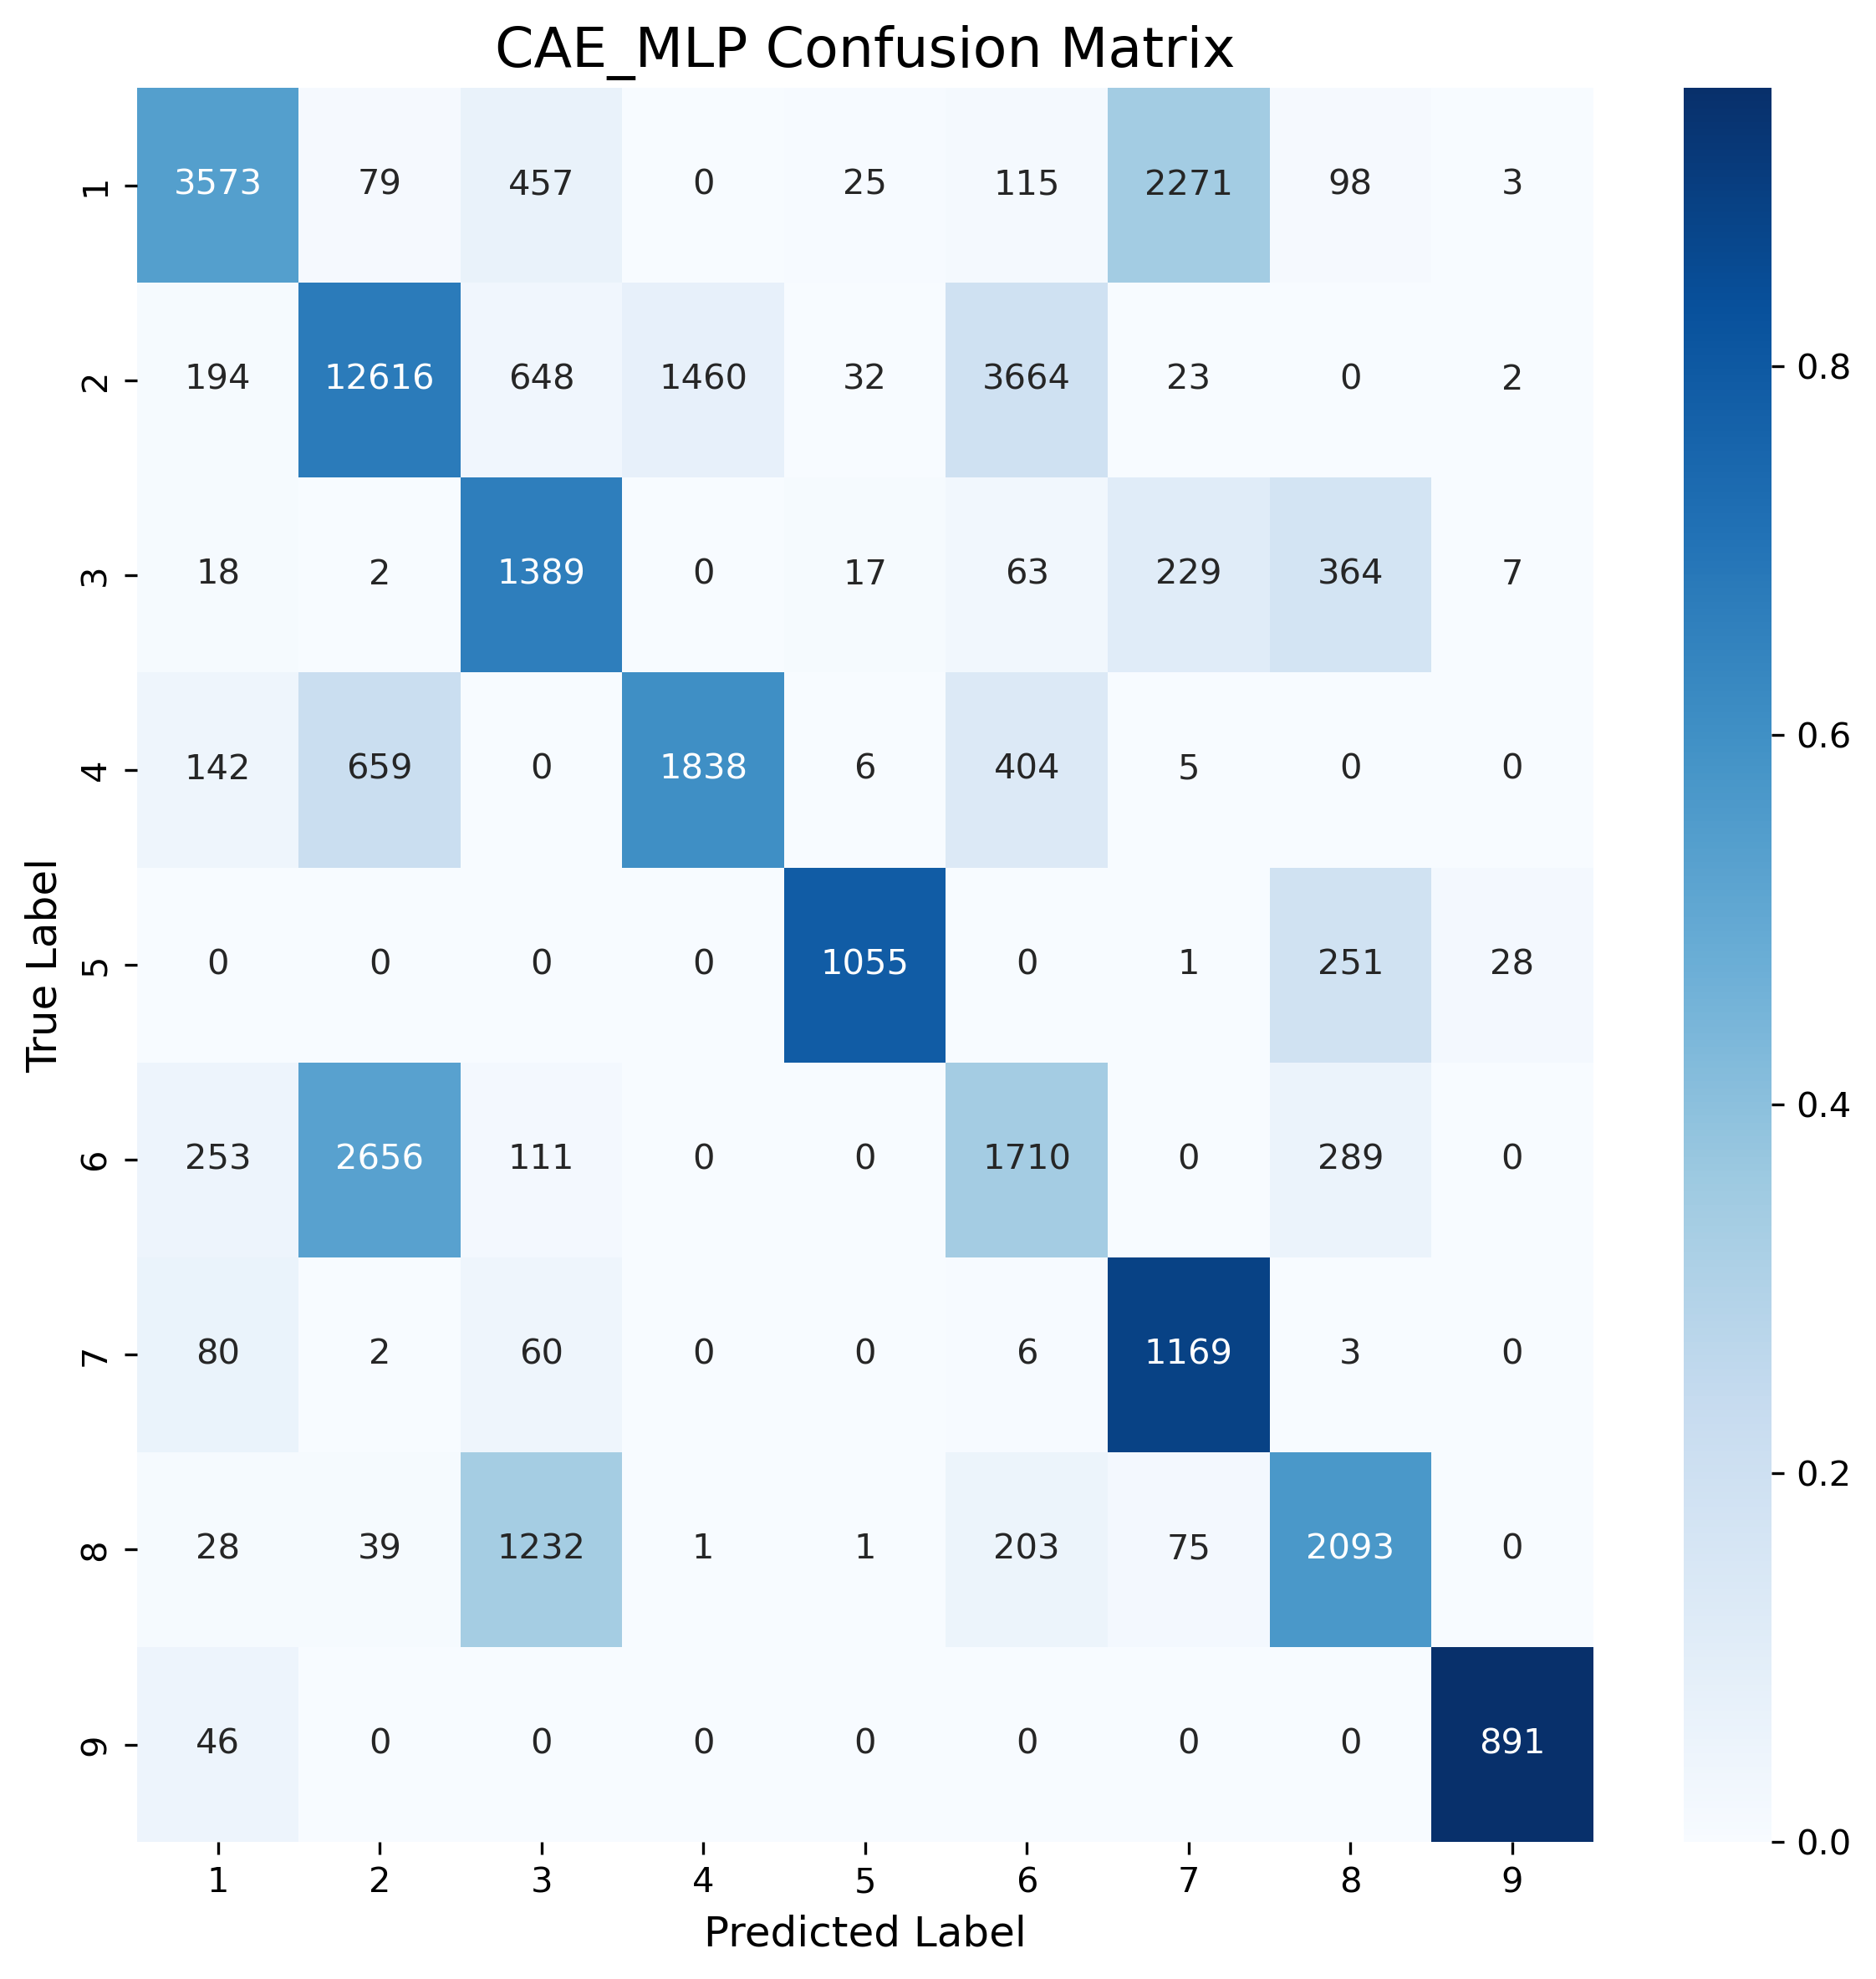 CAE_MLP Confusion Matrix
True Label
1 3573 79 457 0 25 115 2271 98 3
2 194 12616 648 1460 32 3664 23 0 2
3 18 2 1389 0 17 63 229 364 7
4 142 659 0 1838 6 404 5 0 0
5 0 0 0 0 1055 0 1 251 28
6 253 2656 111 0 0 1710 0 289 0
7 80 2 60 0 0 6 1169 3 0
8 28 39 1232 1 1 203 75 2093 0
9 46 0 0 0 0 0 0 0 891
1 2 3 4 5 6 7 8 9
Predicted Label
0.8
0.6
0.4
0.2
0.0